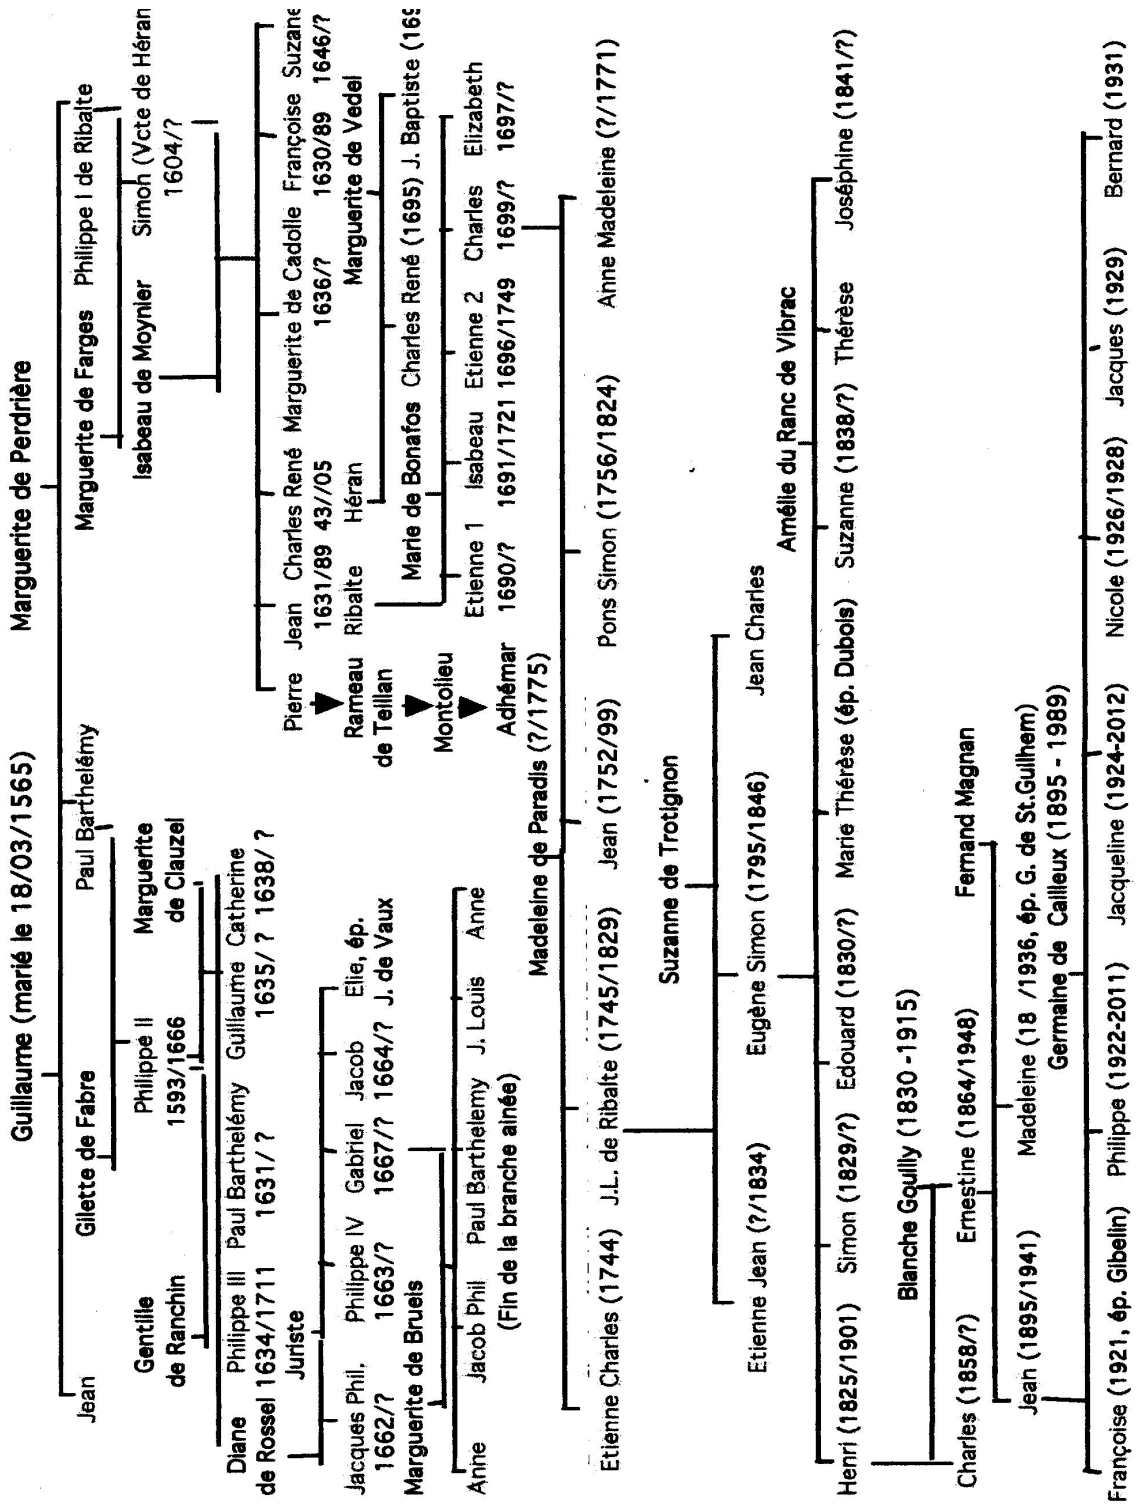 Guillaume (marié le 18/03/1565) Marguerite de Perdrière
Jean Gilette de Fabre Paul Barthelémy Marguerite de Farges Philippe I de Ribalte
Gentille Philippe II Marguerite Isabeau de Moynier Simon (Vcte de Héran
de Ranchin 1593/1666 de Clauzel 1604/?
Diane Philippe III Paul Barthélémy Guillaume Catherine
de Rossel 1634/1711 1631/? 1635/? 1638/?
Juriste
Pierre Jean Charles René Marguerite de Cadolle Françoise Suzane
1631/89 43//05 1636/? 1630/89 1646/?
Rameau Ribalte Héran Marguerite de Vedel
de Teillan
Jacques Phil. Philippe IV Gabriel Jacob Elie, ép.
1662/? 1663/? 1667/? 1664/? J. de Vaux
Marguerite de Bruels
Marie de Bonafos Charles René (1695) J. Baptiste (169
Montolieu
Anne Jacob Phil Paul Barthelemy J. Louis Anne
(Fin de la branche ainée)
Etienne 1 Isabeau Etienne 2 Charles Elizabeth
Adhémar 1690/? 1691/1721 1696/1749 1699/? 1697/?
Madeleine de Paradis (?/1775)
Etienne Charles (1744) J.L. de Ribalte (1745/1829) Jean (1752/99) Pons Simon (1756/1824) Anne Madeleine (?/1771)
Suzanne de Trotignon
Etienne Jean (?/1834) Eugène Simon (1795/1846) Jean Charles
Amélie du Ranc de Vibrac
Henri (1825/1901) Simon (1829/?) Edouard (1830/?) Marie Thérèse (ép. Dubois) Suzanne (1838/?) Thérèse Joséphine (1841/?)
Blanche Goully (1830 -1915)
Charles (1858/?) Ernestine (1864/1948) Fernand Magnan
Jean (1895/1941) Madeleine (18 /1936, ép. G. de St.Guilhem)
Germaine de Cailleux (1895 - 1989)
Françoise (1921, ép. Gibelin) Philippe (1922-2011) Jacqueline (1924-2012) Nicole (1926/1928) Jacques (1929) Bernard (1931)